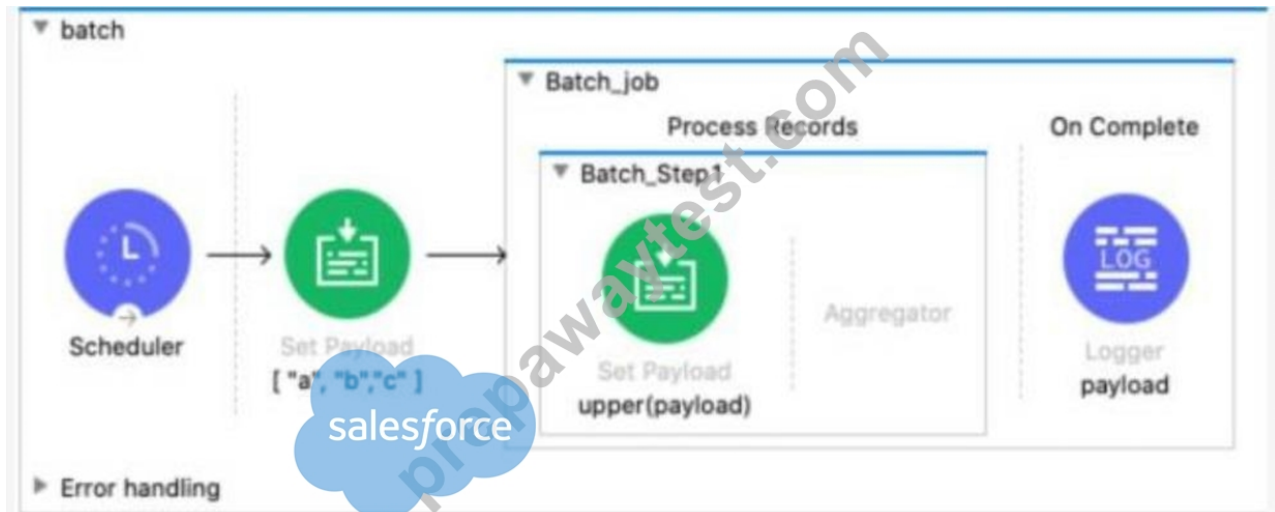 batch
Batch_job
Process Records
On Complete
Batch_Step1
LOG
Scheduler
Set Payload
[ "a", "b","c" ]
Set Payload
upper(payload)
Aggregator
Logger
payload
salesforce
Error handling
prepawaytest.com